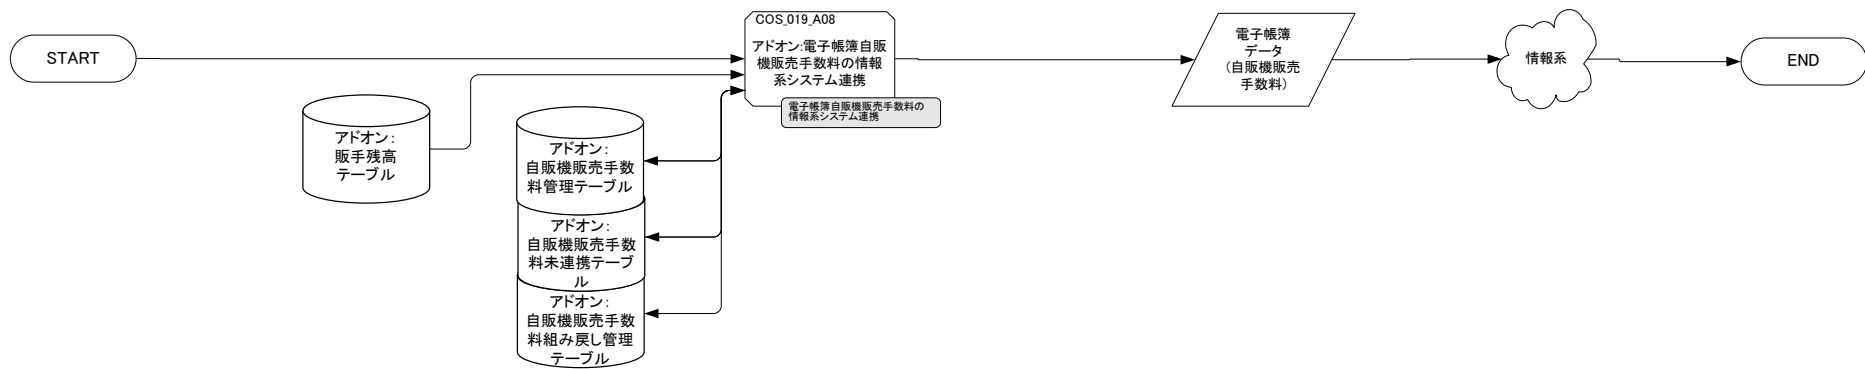 START
アドオン：
販手残高
テーブル
アドオン：
自販機販売手数
料管理テーブル
アドオン：
自販機販売手数
料未連携テーブ
ル
アドオン：
自販機販売手数
料組み戻し管理
テーブル
COS_019_A08
アドオン:電子帳簿自販
機販売手数料の情報
系システム連携
電子帳簿自販機販売手数料の
情報系システム連携
電子帳簿
データ
（自販機販売
手数料）
情報系
END